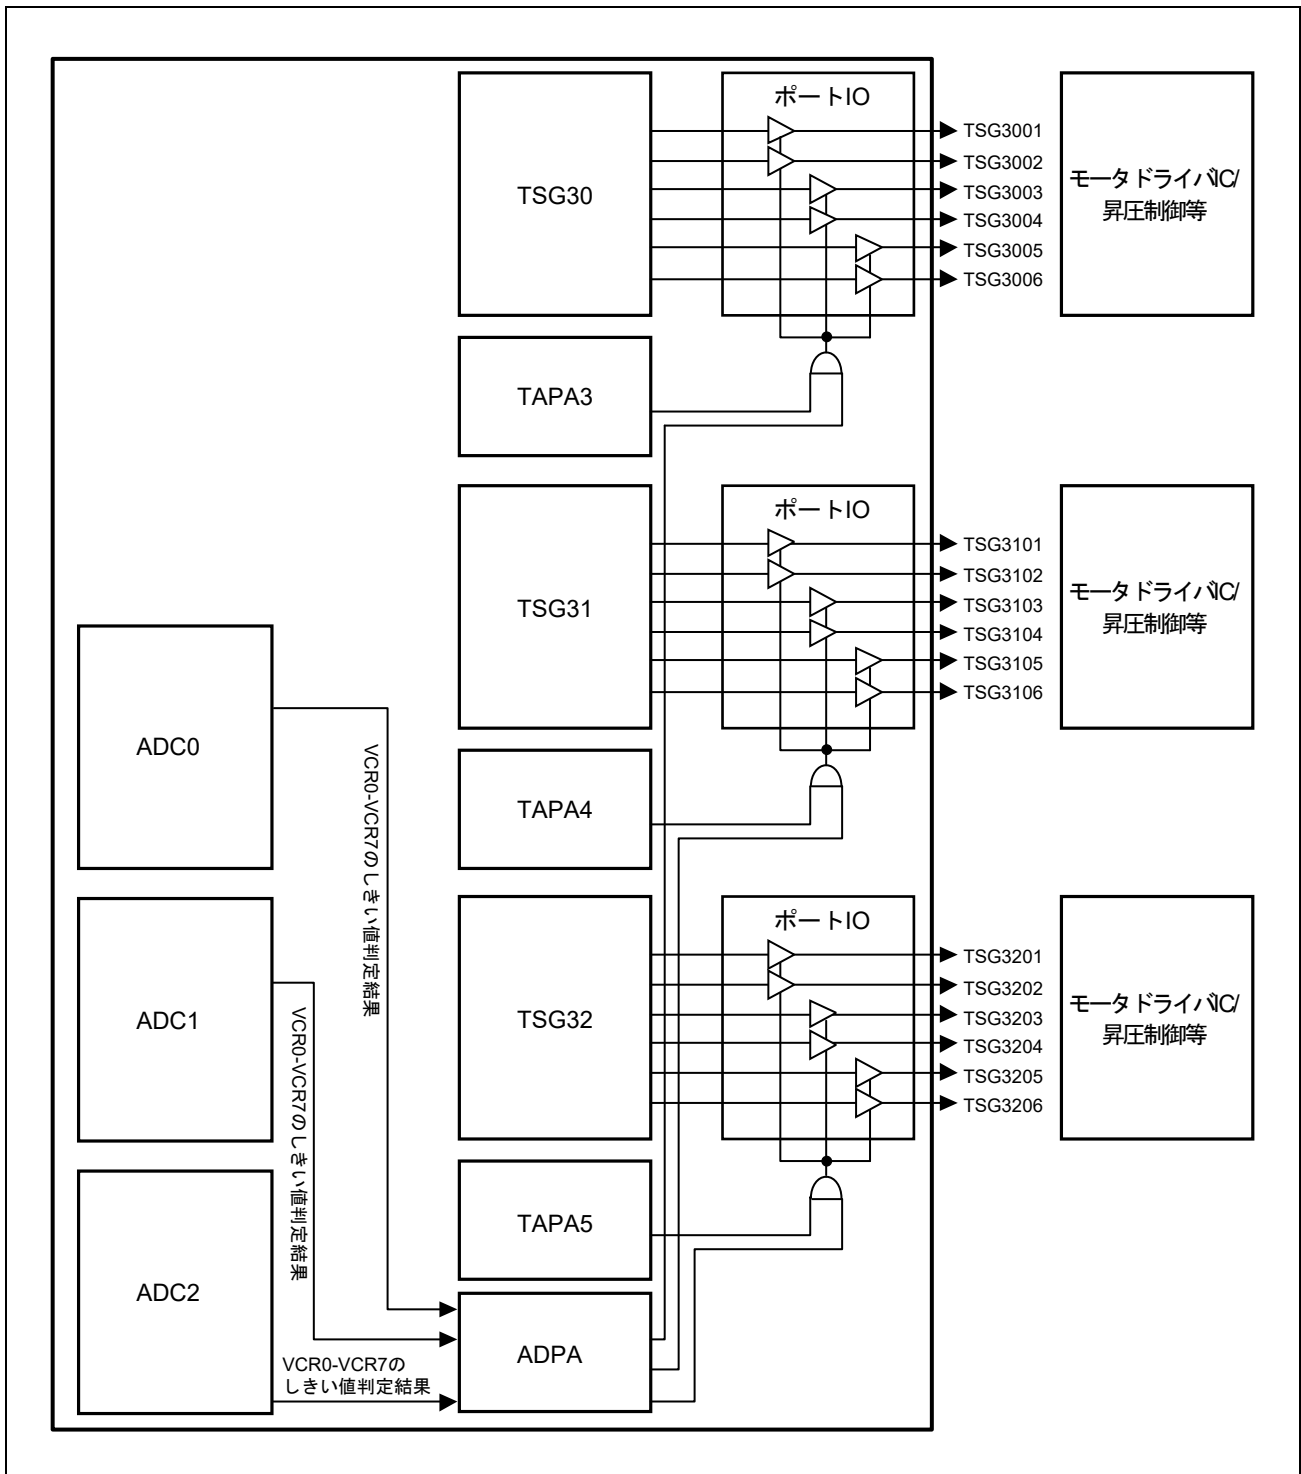 TSG30
ポートIO
TSG3001
TSG3002
TSG3003
TSG3004
TSG3005
TSG3006
モータドライバIC/
昇圧制御等
TAPA3
TSG31
ポートIO
TSG3101
TSG3102
TSG3103
TSG3104
TSG3105
TSG3106
モータドライバIC/
昇圧制御等
TAPA4
ADC0
VCR0-VCR7のしきい値判定結果
TSG32
ポートIO
TSG3201
TSG3202
TSG3203
TSG3204
TSG3205
TSG3206
モータドライバIC/
昇圧制御等
ADC1
VCR0-VCR7のしきい値判定結果
TAPA5
ADC2
VCR0-VCR7の
しきい値判定結果
ADPA